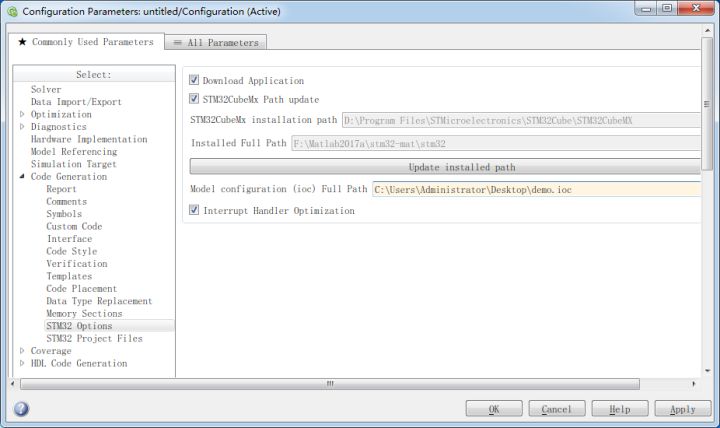 Configuration Parameters: untitled/Configuration (Active)
★ Commonly Used Parameters
≡ All Parameters
Select:
Solver
Data Import/Export
Optimization
Diagnostics
Hardware Implementation
Model Referencing
Simulation Target
Code Generation
Report
Comments
Symbols
Custom Code
Interface
Code Style
Verification
Templates
Code Placement
Data Type Replacement
Memory Sections
STM32 Options
STM32 Project Files
Coverage
HDL Code Generation
Download Application
STM32CubeMx Path update
STM32CubeMx installation path D:\Program Files\STMicroelectronics\STM32Cube\STM32CubeMX
Installed Full Path F:\Matlab2017a\stm32-mat\stm32
Update installed path
Model configuration (ioc) Full Path C:\Users\Administrator\Desktop\demo.ioc
Interrupt Handler Optimization
OK
Cancel
Help
Apply